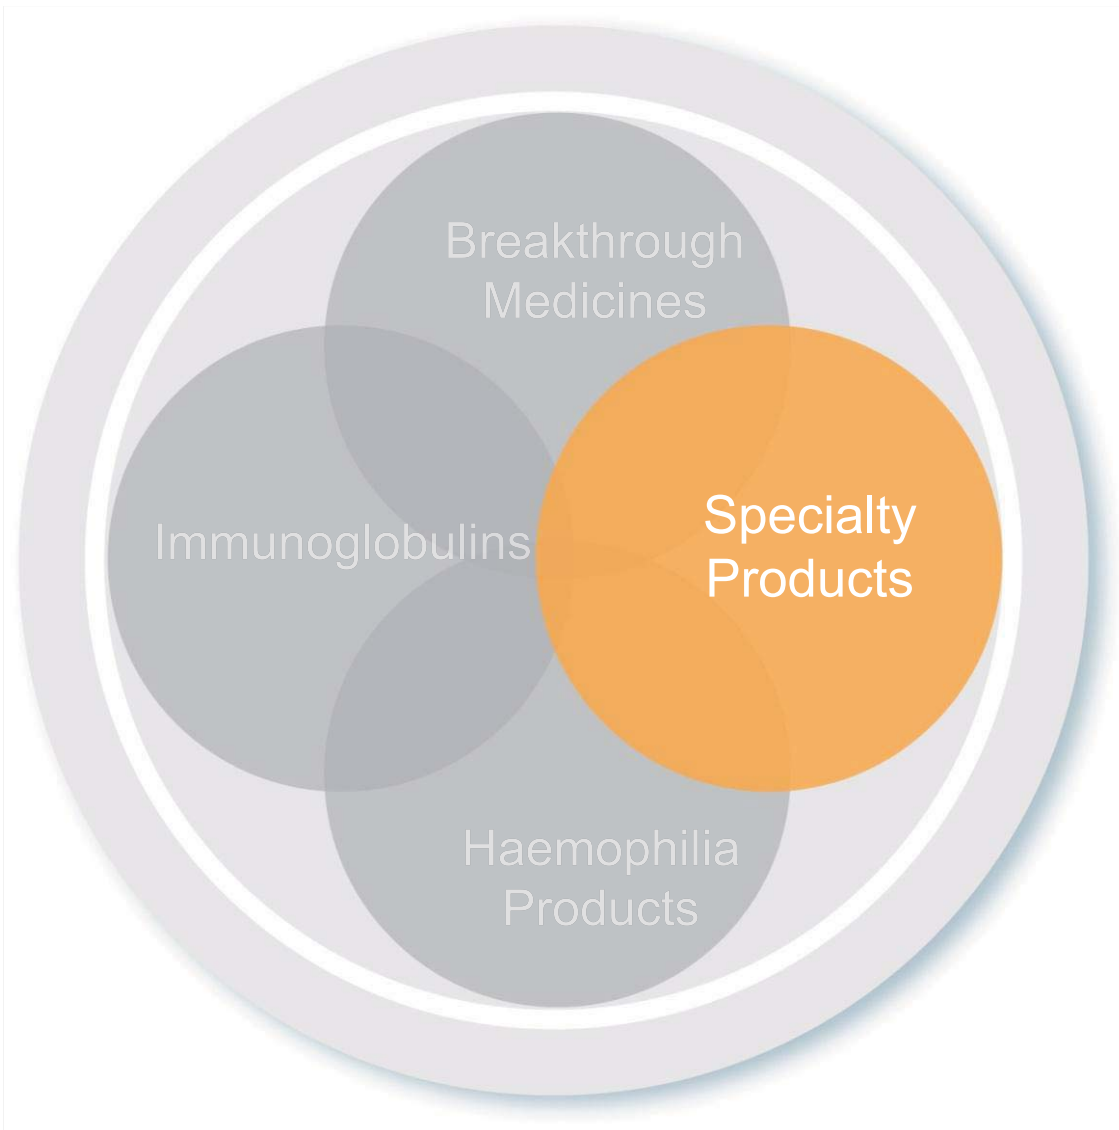 Breakthrough
Medicines
Immunoglobulins
Specialty
Products
Haemophilia
Products